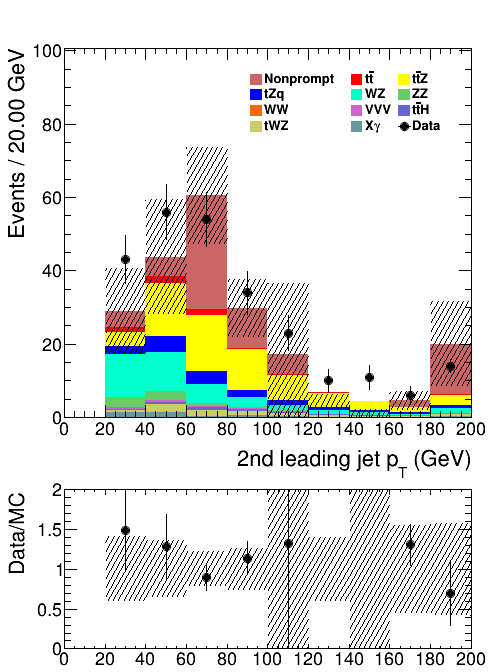 Events / 20.00 GeV
100
80
60
40
20
0
Nonprompt tt̄ tt̄Z
tZq WZ ZZ
WW VVV tt̄H
tWZ Xγ Data
0 20 40 60 80 100 120 140 160 180 200
2nd leading jet p_T (GeV)
Data/MC
2
1.5
1
0.5
0
0 20 40 60 80 100 120 140 160 180 200